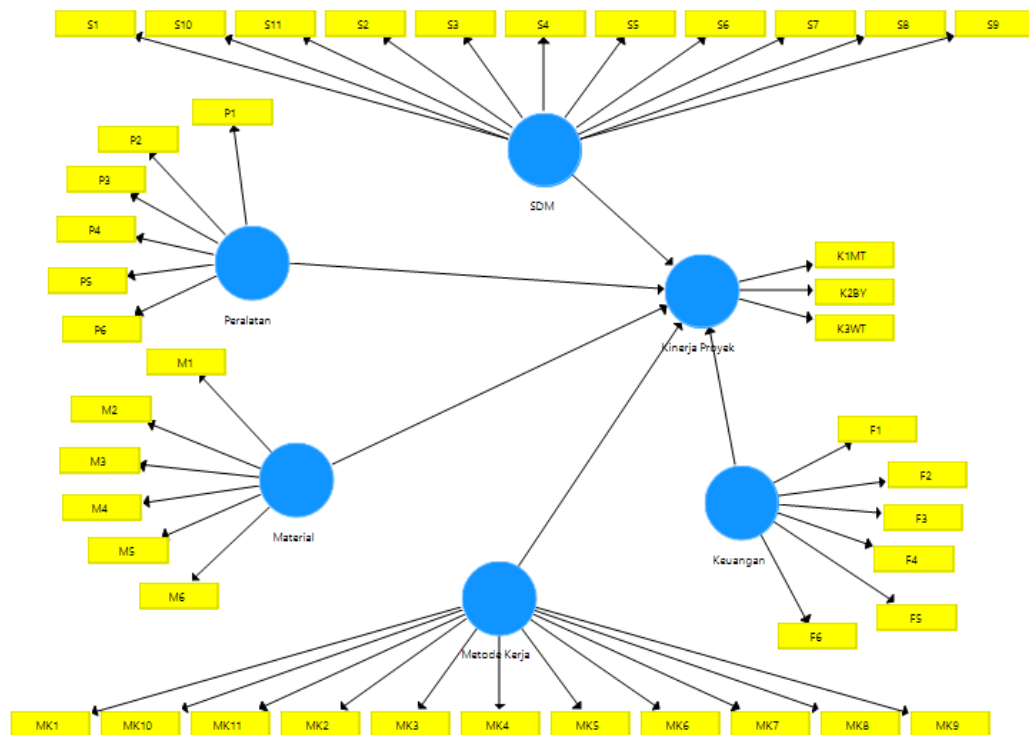 S1
S10
S11
S2
S3
S4
S5
S6
S7
S8
S9
SDM
P1
P2
P3
P4
P5
P6
Peralatan
K1MT
K2BY
K3WT
Kinerja Proyek
M1
M2
M3
M4
M5
M6
Material
F1
F2
F3
F4
F5
F6
Keuangan
Metode Kerja
MK1
MK10
MK11
MK2
MK3
MK4
MK5
MK6
MK7
MK8
MK9